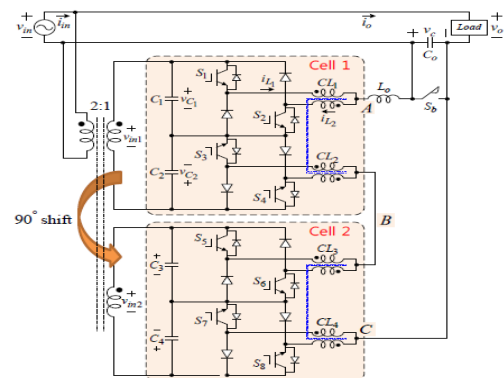 i_in
i_o
v_in
v_c
Load
v_o
C_o
2:1
Cell 1
S_1
i_L1
CL_1
A
L_o
S_b
C_1
v_C1
S_2
i_L2
v_in1
S_3
CL_2
C_2
v_C2
S_4
90° shift
B
Cell 2
S_5
CL_3
C_3
S_6
v_in2
S_7
CL_4
C
C_4
S_8